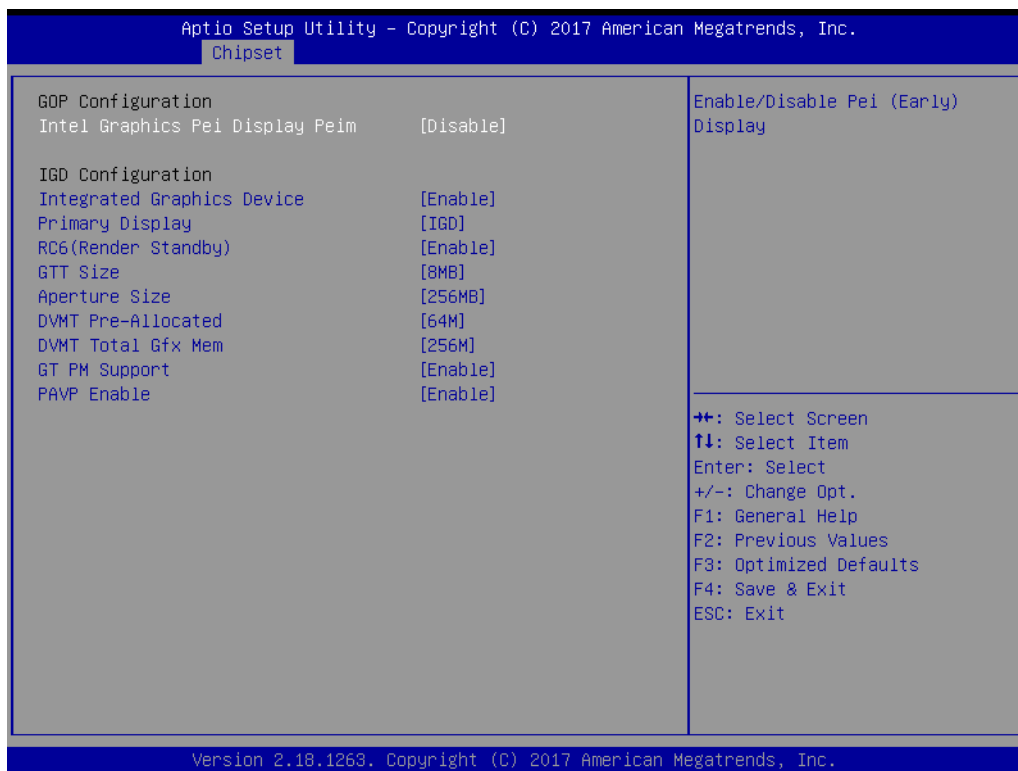 Aptio Setup Utility – Copyright (C) 2017 American Megatrends, Inc.
Chipset
GOP Configuration
Intel Graphics Pei Display Peim [Disable]
IGD Configuration
Integrated Graphics Device [Enable]
Primary Display [IGD]
RC6(Render Standby) [Enable]
GTT Size [8MB]
Aperture Size [256MB]
DVMT Pre-Allocated [64M]
DVMT Total Gfx Mem [256M]
GT PM Support [Enable]
PAVP Enable [Enable]
Enable/Disable Pei (Early)
Display
→←: Select Screen
↑↓: Select Item
Enter: Select
+/-: Change Opt.
F1: General Help
F2: Previous Values
F3: Optimized Defaults
F4: Save & Exit
ESC: Exit
Version 2.18.1263. Copyright (C) 2017 American Megatrends, Inc.